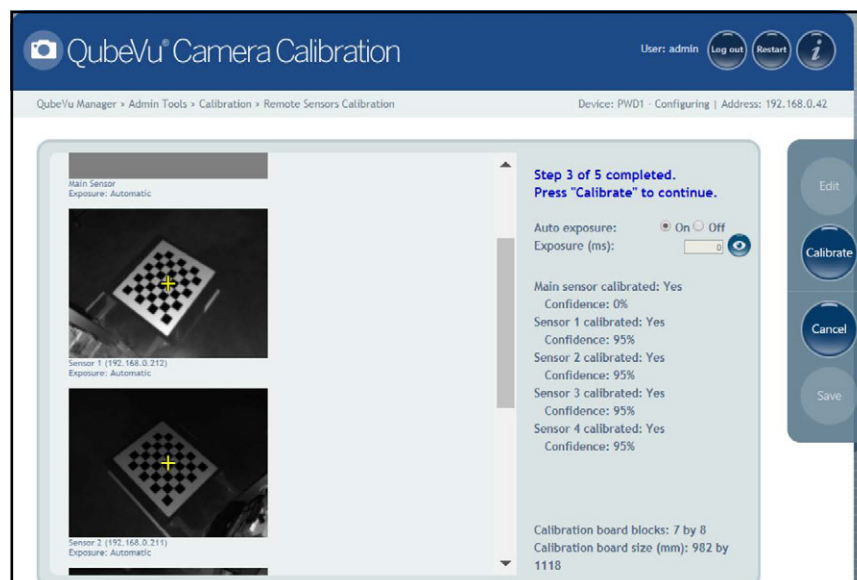 QubeVu® Camera Calibration
User: admin
Log out
Restart
i
QubeVu Manager » Admin Tools » Calibration » Remote Sensors Calibration
Device: PWD1 - Configuring | Address: 192.168.0.42
Main Sensor
Exposure: Automatic
Sensor 1 (192.168.0.212)
Exposure: Automatic
Sensor 2 (192.168.0.211)
Exposure: Automatic
Step 3 of 5 completed.
Press "Calibrate" to continue.
Auto exposure: On Off
Exposure (ms): 0
Main sensor calibrated: Yes
Confidence: 0%
Sensor 1 calibrated: Yes
Confidence: 95%
Sensor 2 calibrated: Yes
Confidence: 95%
Sensor 3 calibrated: Yes
Confidence: 95%
Sensor 4 calibrated: Yes
Confidence: 95%
Calibration board blocks: 7 by 8
Calibration board size (mm): 982 by
1118
Edit
Calibrate
Cancel
Save